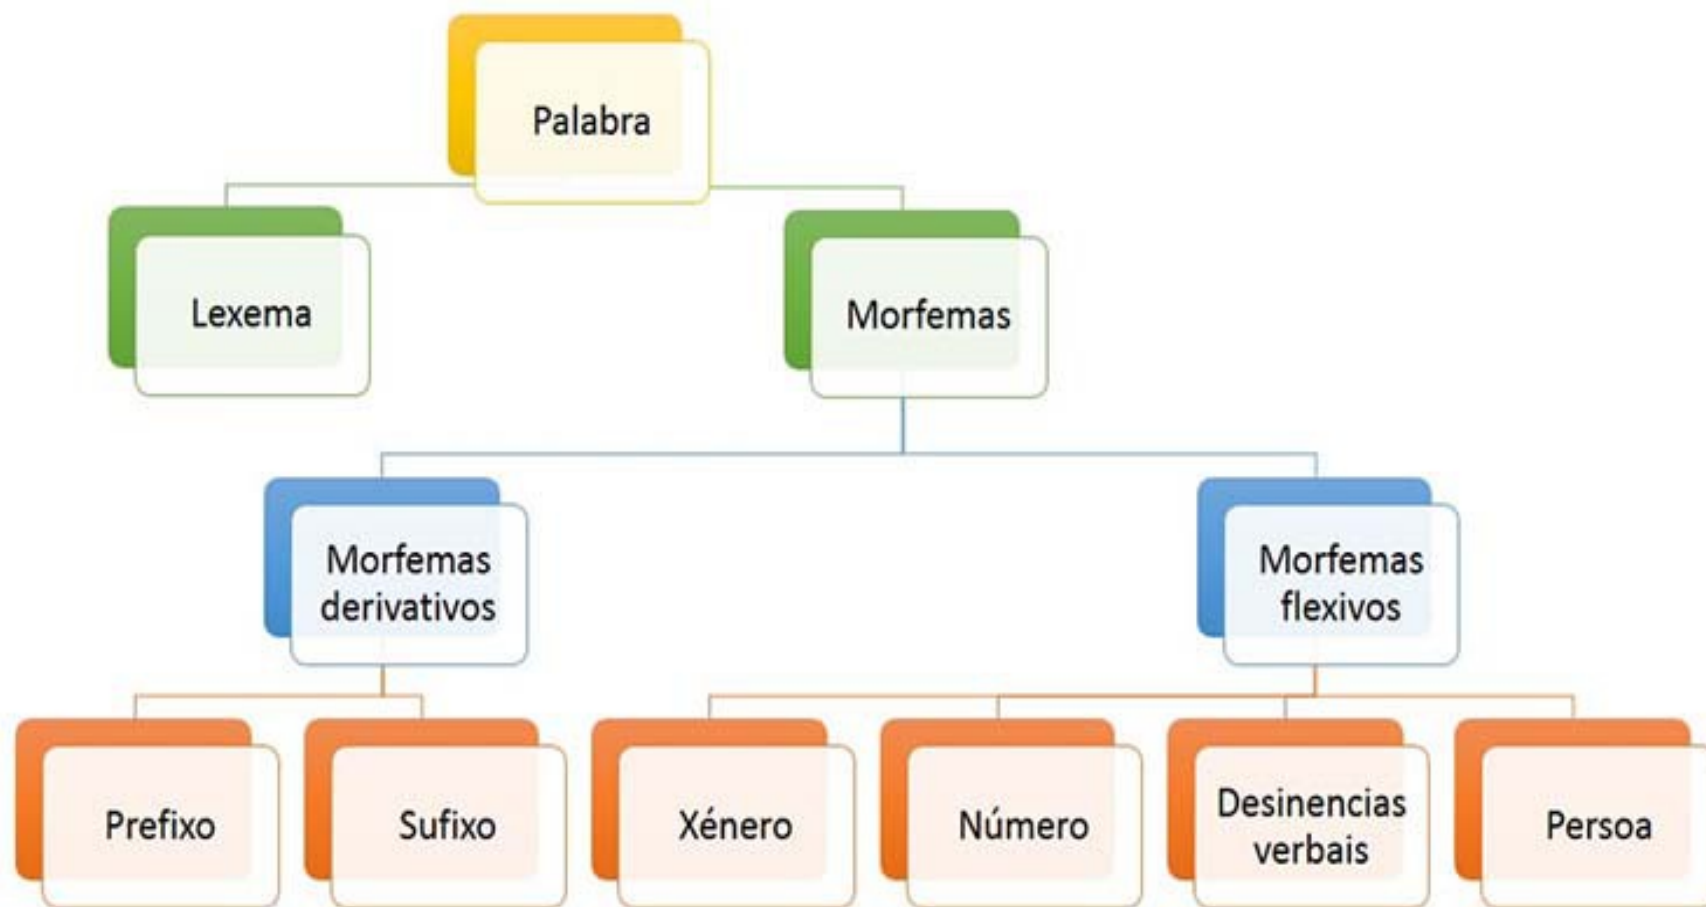 Palabra
Lexema
Morfemas
Morfemas
derivativos
Morfemas
flexivos
Prefixo
Sufixo
Xénero
Número
Desinencias
verbais
Persoa